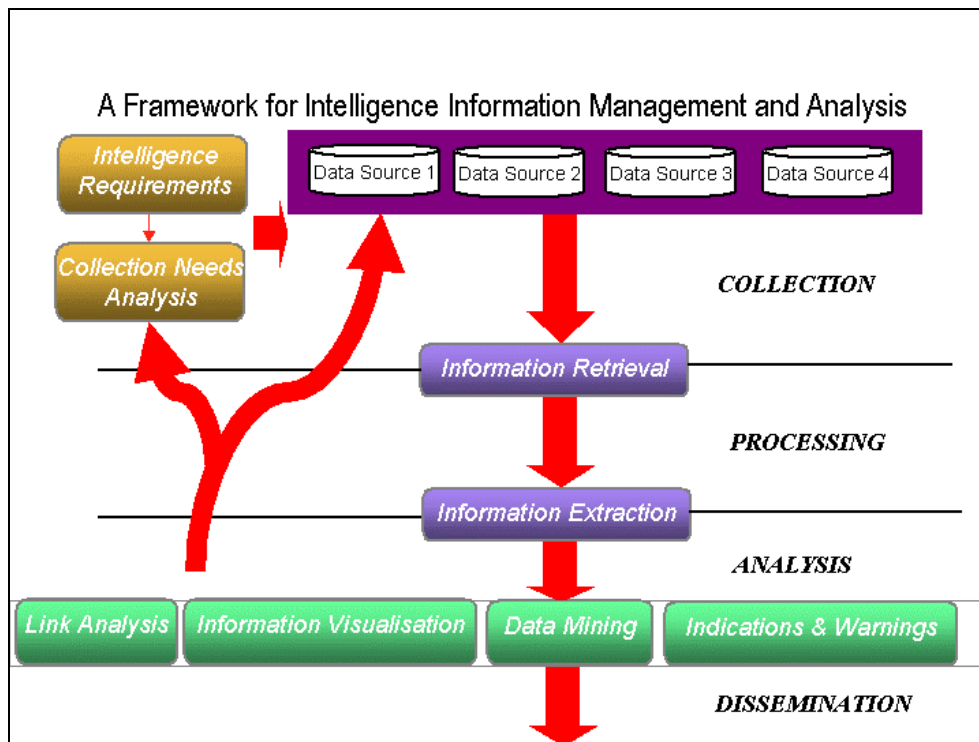 A Framework for Intelligence Information Management and Analysis
Intelligence
Requirements
Data Source 1
Data Source 2
Data Source 3
Data Source 4
Collection Needs
Analysis
COLLECTION
Information Retrieval
PROCESSING
Information Extraction
ANALYSIS
Link Analysis
Information Visualisation
Data Mining
Indications & Warnings
DISSEMINATION